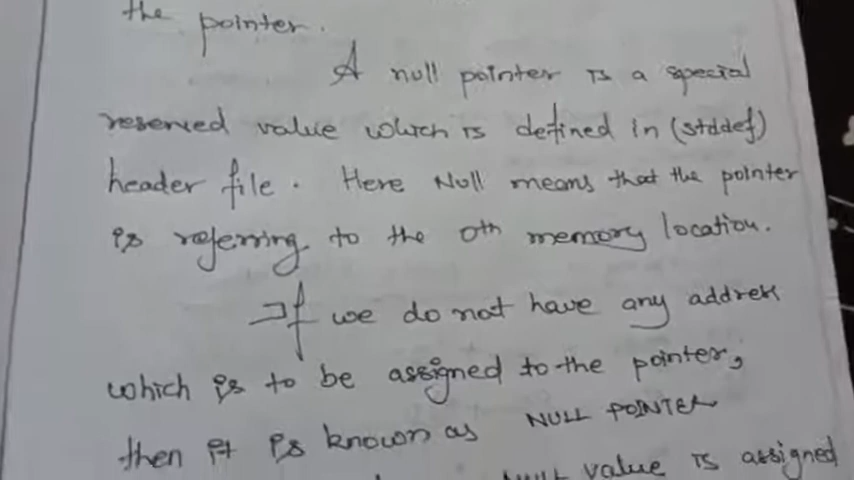 the pointer.
A null pointer is a special
reserved value which is defined in (stddef)
header file. Here Null means that the pointer
is referring to the 0th memory location.
If we do not have any address
which is to be assigned to the pointer,
then it is known as NULL POINTER
NULL value is assigned